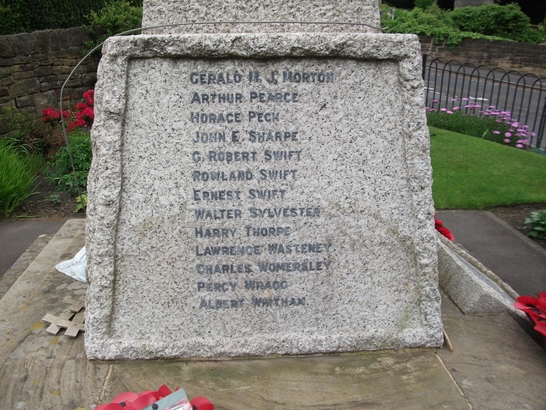 GERALD M. J. MORTON
ARTHUR PEARCE
HORACE PECK
JOHN E. SHARPE
G. ROBERT SWIFT
ROWLAND SWIFT
ERNEST SWIFT
WALTER SYLVESTER
HARRY THORPE
LAWRENCE WASTENEY
CHARLES WOMERSLEY
PERCY WRAGG
ALBERT WHITHAM